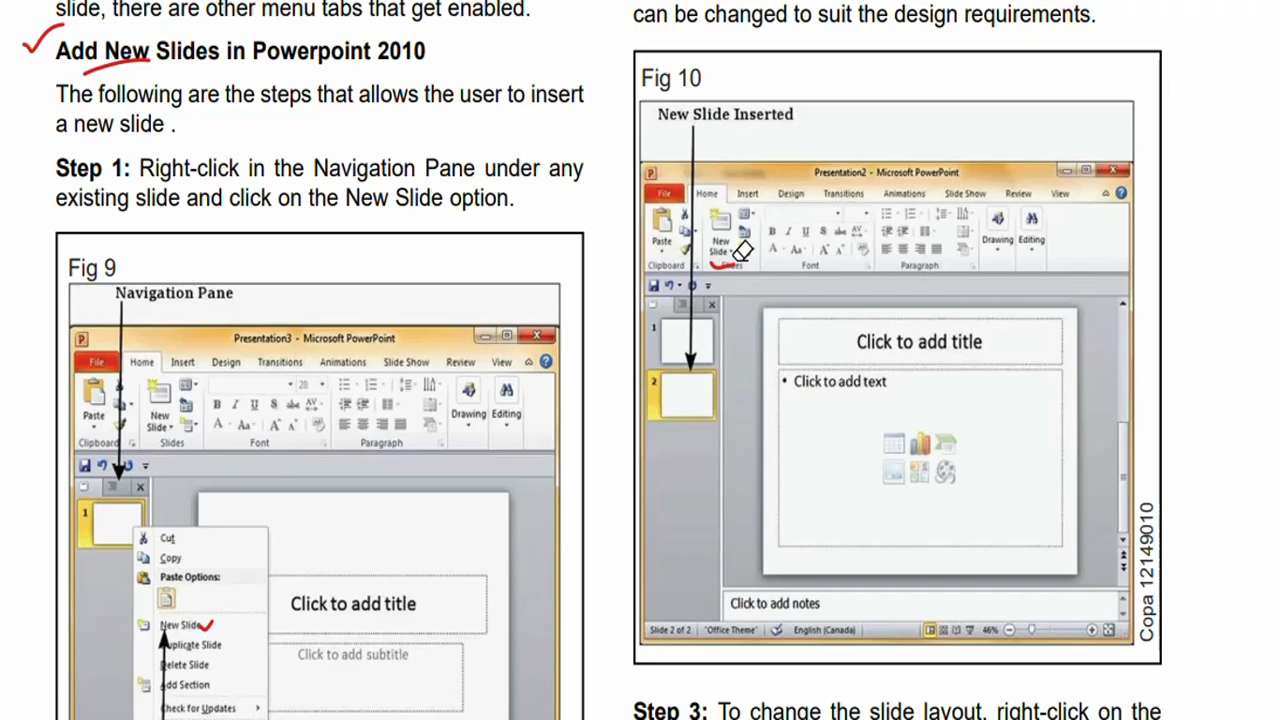 slide, there are other menu tabs that get enabled.
Add New Slides in Powerpoint 2010
The following are the steps that allows the user to insert
a new slide .
Step 1: Right-click in the Navigation Pane under any
existing slide and click on the New Slide option.
Fig 9
Navigation Pane
Presentation3 - Microsoft PowerPoint
File Home Insert Design Transitions Animations Slide Show Review View
Paste
New
Slide
Drawing
Editing
Clipboard
Slides
Font
Paragraph
1
Cut
Copy
Paste Options:
New Slide
Duplicate Slide
Delete Slide
Add Section
Check for Updates
Click to add title
Click to add subtitle
can be changed to suit the design requirements.
Fig 10
New Slide Inserted
Presentation2 - Microsoft PowerPoint
File Home Insert Design Transitions Animations Slide Show Review View
Paste
New
Slide
Drawing
Editing
Clipboard
Slides
Font
Paragraph
1
2
Click to add title
• Click to add text
Click to add notes
Slide 2 of 2 "Office Theme" English (Canada) 46%
Copa 12149010
Step 3: To change the slide layout, right-click on the